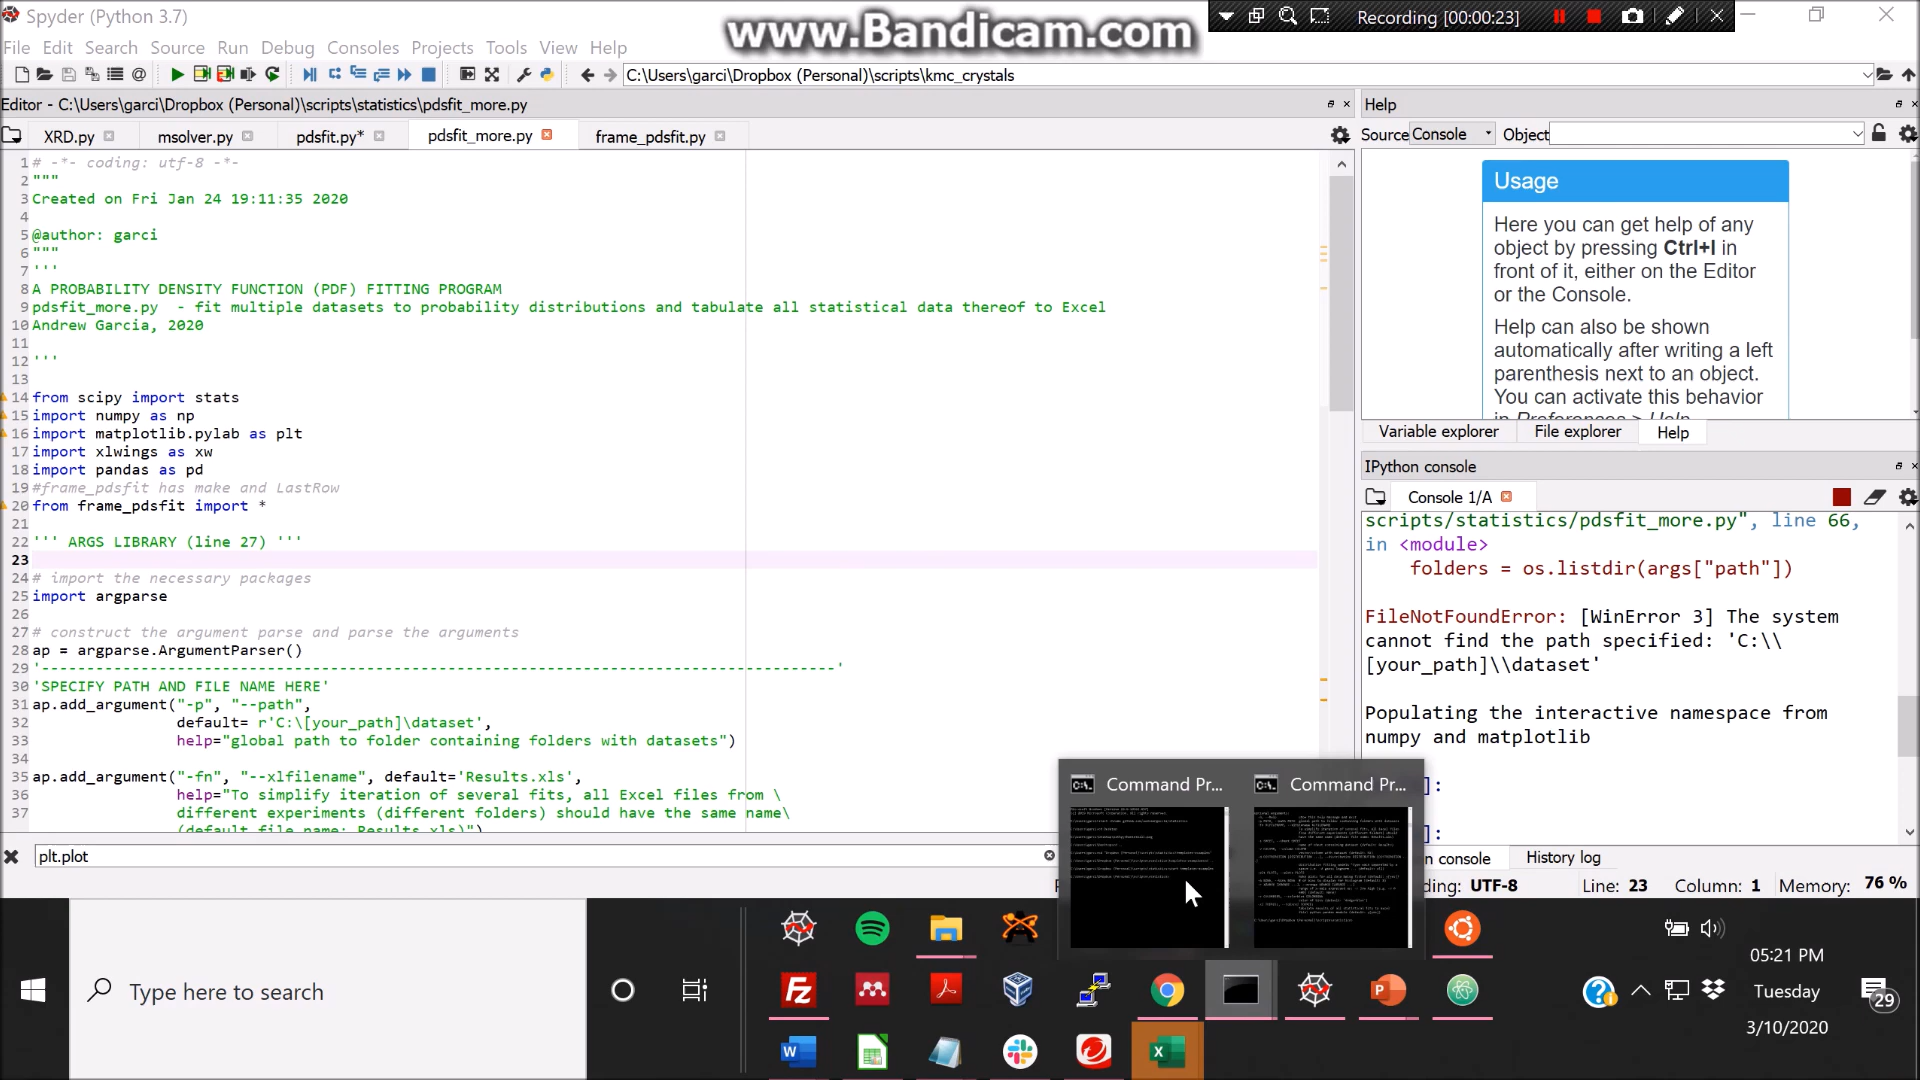 Spyder (Python 3.7)
www.Bandicam.com
Recording [00:00:23]
File Edit Search Source Run Debug Consoles Projects Tools View Help
C:\Users\garci\Dropbox (Personal)\scripts\kmc_crystals
Editor - C:\Users\garci\Dropbox (Personal)\scripts\statistics\pdsfit_more.py
XRD.py msolver.py pdsfit.py* pdsfit_more.py frame_pdsfit.py
1 # -*- coding: utf-8 -*-
2 """
3 Created on Fri Jan 24 19:11:35 2020
4
5 @author: garci
6 """
7 '''
8 A PROBABILITY DENSITY FUNCTION (PDF) FITTING PROGRAM
9 pdsfit_more.py  - fit multiple datasets to probability distributions and tabulate all statistical data thereof to Excel
10 Andrew Garcia, 2020
11
12 '''
13
14 from scipy import stats
15 import numpy as np
16 import matplotlib.pylab as plt
17 import xlwings as xw
18 import pandas as pd
19 #frame_pdsfit has make and LastRow
20 from frame_pdsfit import *
21
22 ''' ARGS LIBRARY (line 27) '''
23
24 # import the necessary packages
25 import argparse
26
27 # construct the argument parse and parse the arguments
28 ap = argparse.ArgumentParser()
29 '----------------------------------------------------------------------------------------'
30 'SPECIFY PATH AND FILE NAME HERE'
31 ap.add_argument("-p", "--path",
32 default= r'C:\[your_path]\dataset',
33 help="global path to folder containing folders with datasets")
34
35 ap.add_argument("-fn", "--xlfilename", default='Results.xls',
36 help="To simplify iteration of several fits, all Excel files from \
37 different experiments (different folders) should have the same name\
(default file name: Results.xls)")
plt.plot
Help
Source Console Object
Usage
Here you can get help of any
object by pressing Ctrl+I in
front of it, either on the Editor
or the Console.
Help can also be shown
automatically after writing a left
parenthesis next to an object.
You can activate this behavior
in Preferences > Help.
Variable explorer File explorer Help
IPython console
Console 1/A
scripts/statistics/pdsfit_more.py", line 66,
in <module>
folders = os.listdir(args["path"])
FileNotFoundError: [WinError 3] The system
cannot find the path specified: 'C:\\
[your_path]\\dataset'
Populating the interactive namespace from
numpy and matplotlib
]:
]:
on console History log
ding: UTF-8 Line: 23 Column: 1 Memory: 76 %
Command Pr... Command Pr...
Type here to search
05:21 PM
Tuesday
3/10/2020
29